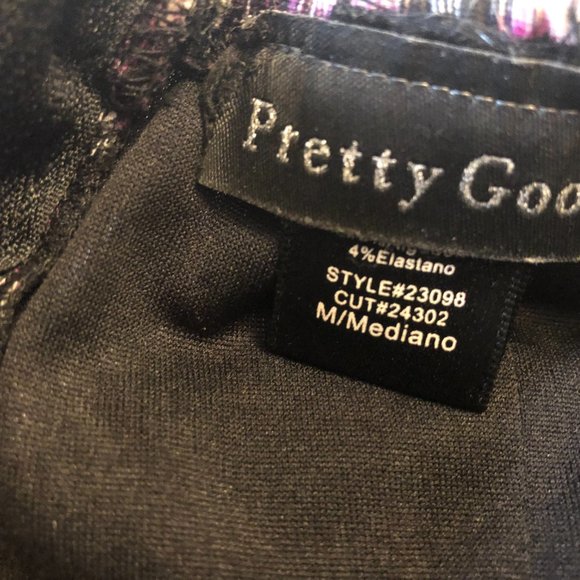 Pretty Goo
4%Elastano
STYLE#23098
CUT#24302
M/Mediano